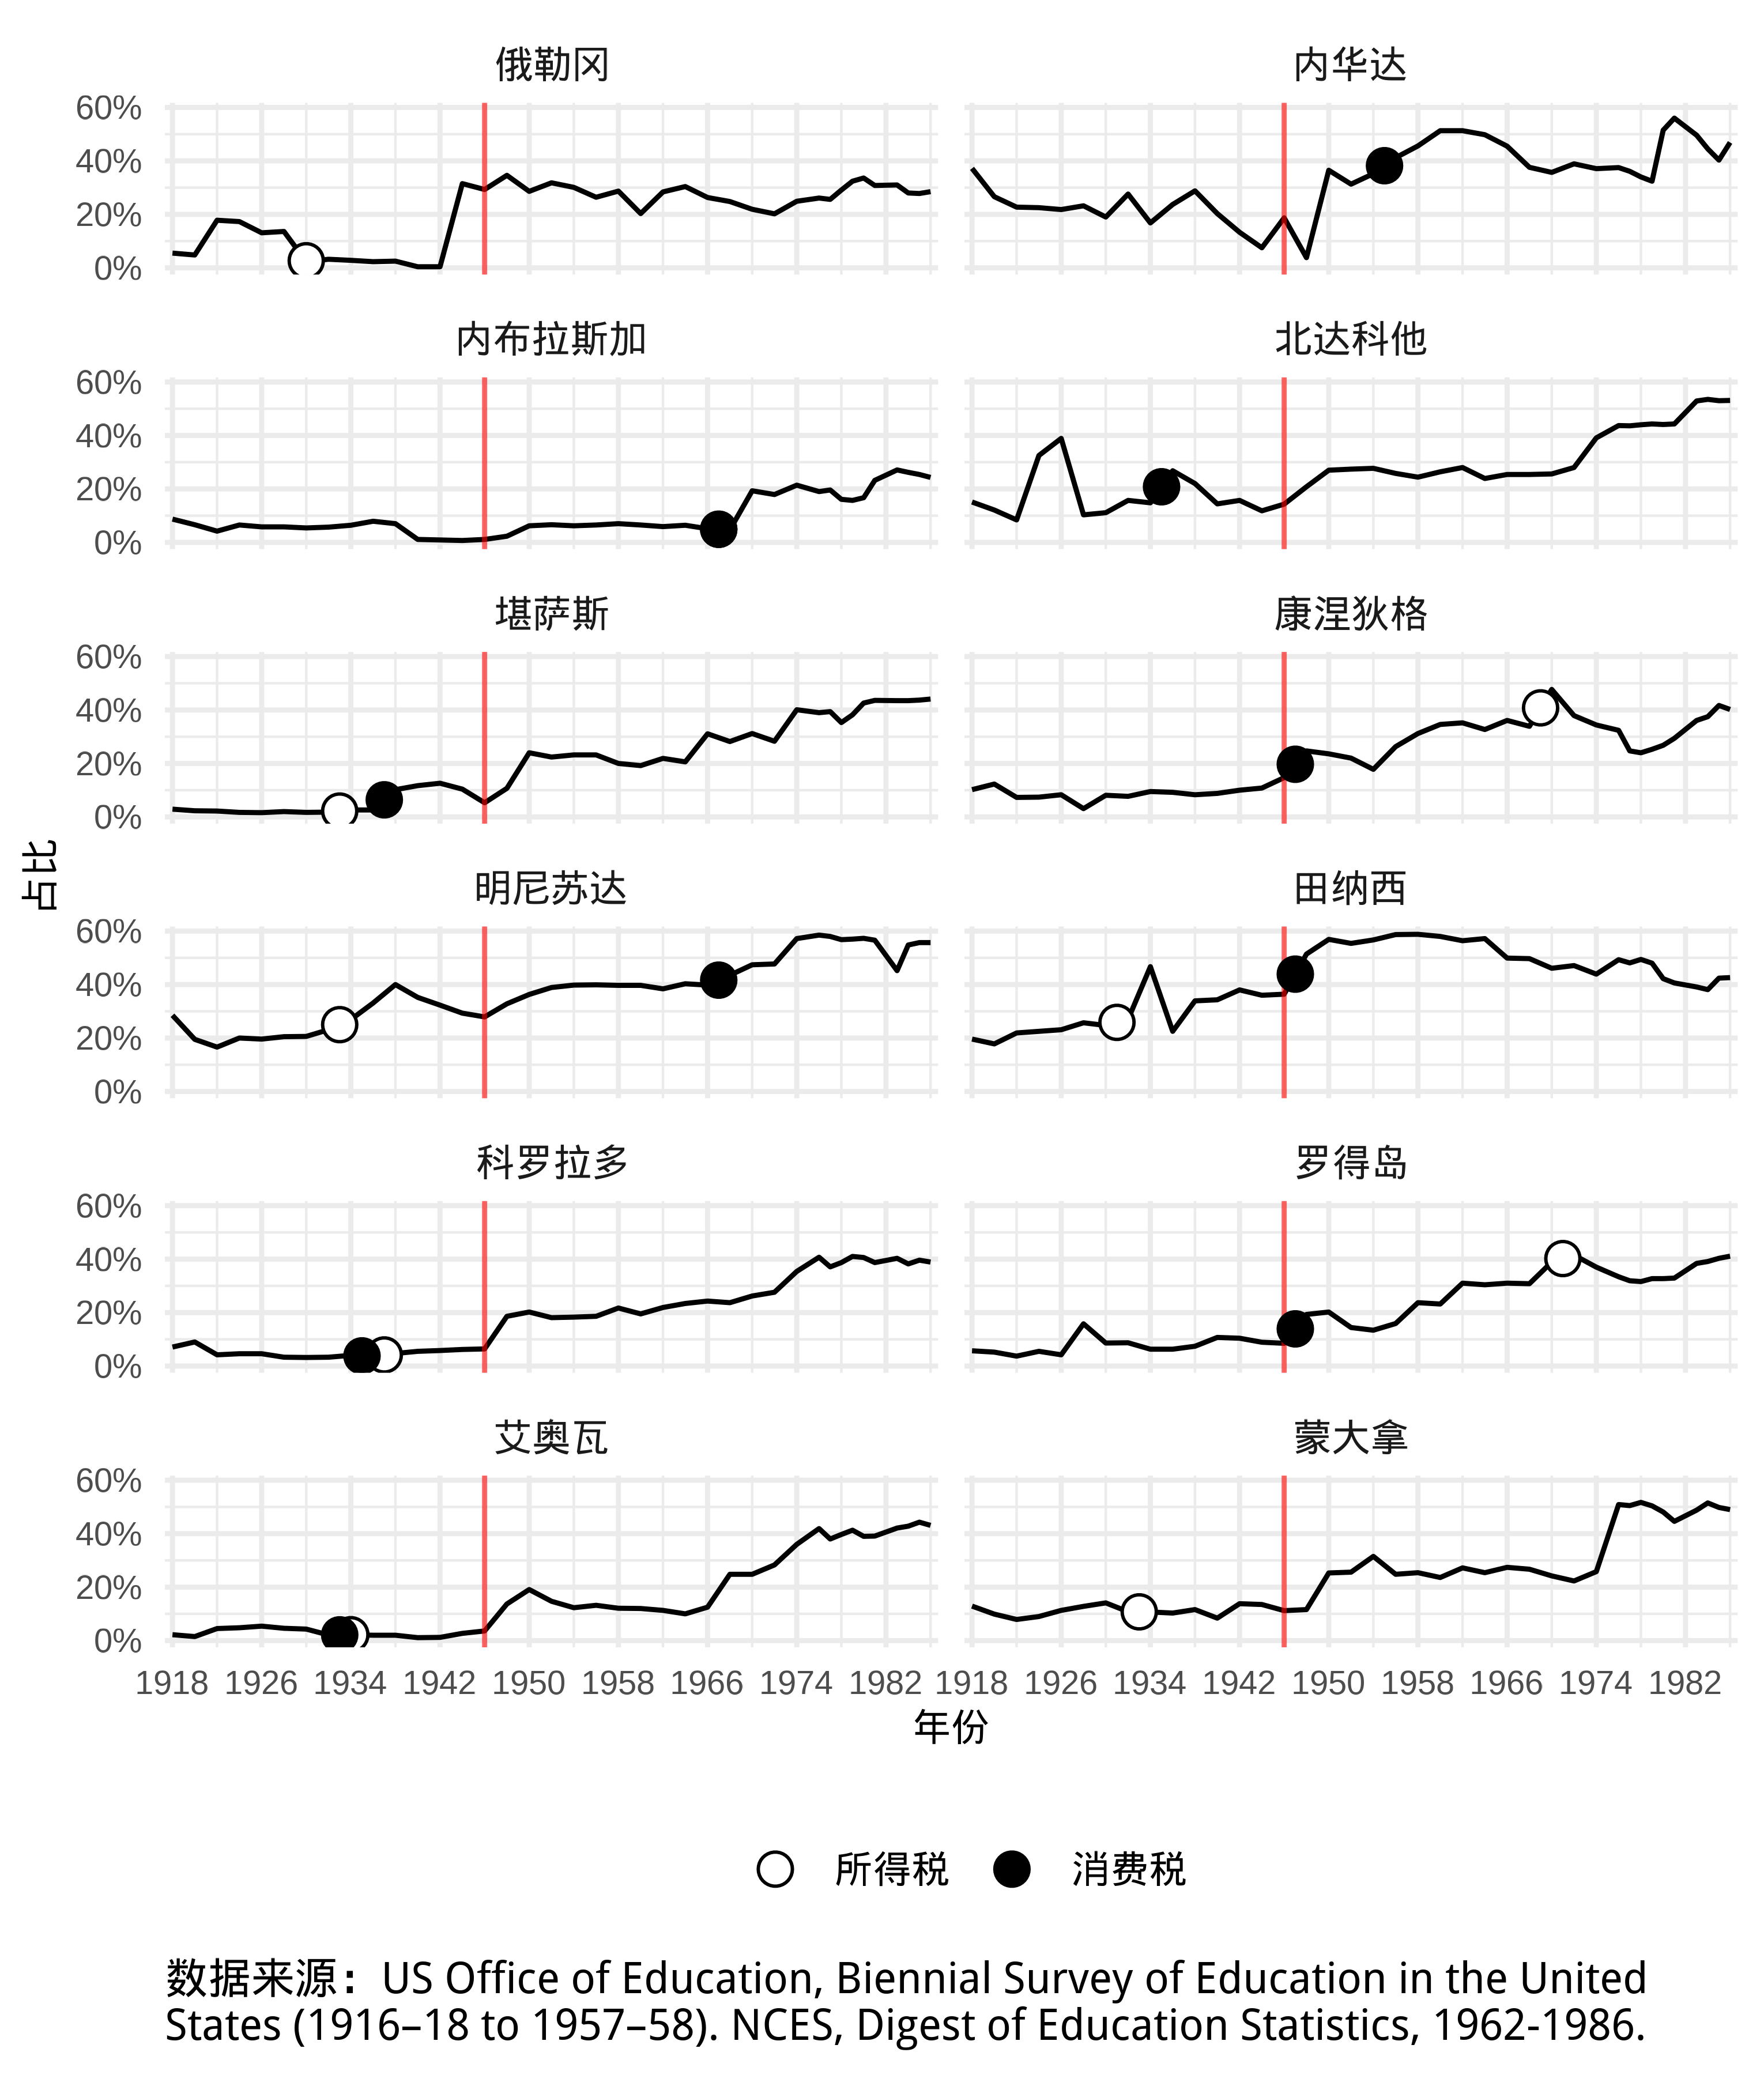 俄勒冈 内华达
60%
40%
20%
0%
内布拉斯加 北达科他
60%
40%
20%
0%
堪萨斯 康涅狄格
60%
40%
20%
0%
占比
明尼苏达 田纳西
60%
40%
20%
0%
科罗拉多 罗得岛
60%
40%
20%
0%
艾奥瓦 蒙大拿
60%
40%
20%
0%
1918 1926 1934 1942 1950 1958 1966 1974 1982 1918 1926 1934 1942 1950 1958 1966 1974 1982
年份
所得税 消费税
数据来源：US Office of Education, Biennial Survey of Education in the United
States (1916–18 to 1957–58). NCES, Digest of Education Statistics, 1962-1986.